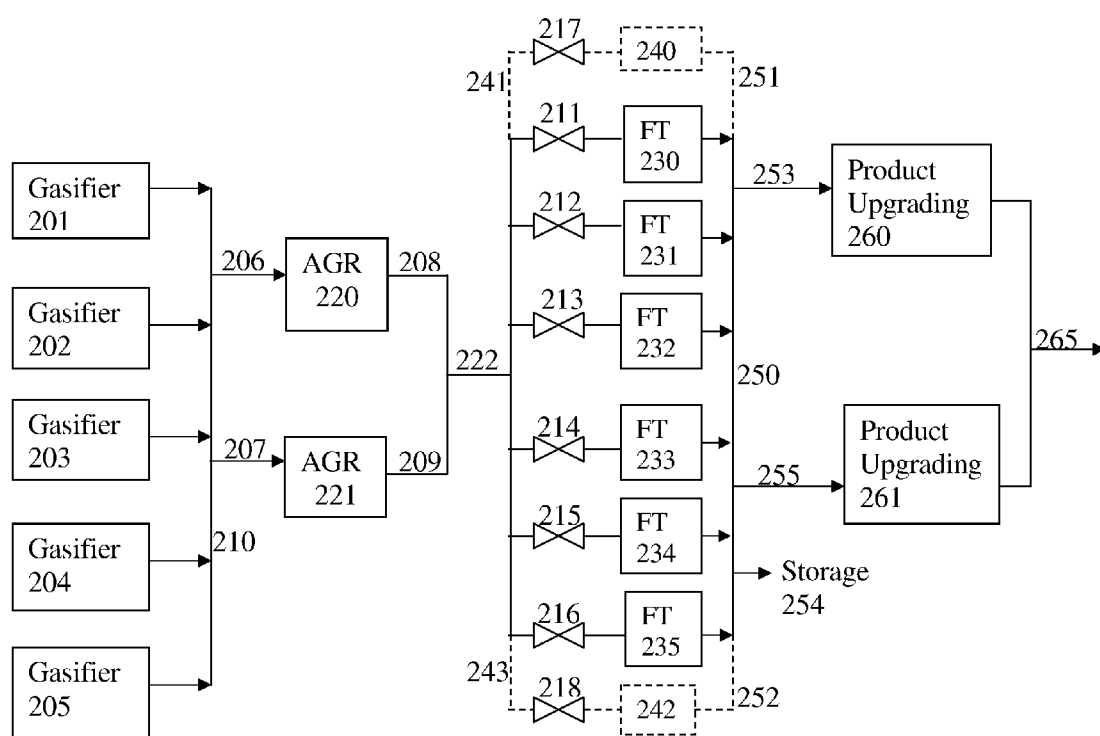 217
240
241
251
211
FT
230
Gasifier
201
253
Product
Upgrading
260
212
FT
231
206
AGR
220
208
213
FT
232
Gasifier
202
222
250
265
Gasifier
203
207
AGR
221
209
214
FT
233
255
Product
Upgrading
261
210
Gasifier
204
215
FT
234
Storage
254
216
FT
235
Gasifier
205
243
218
242
252